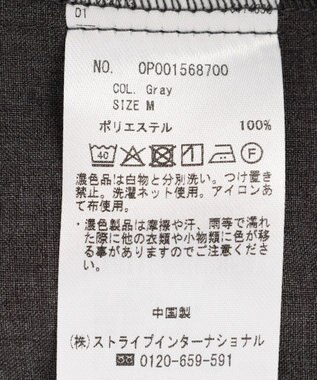 D1
NO. OP001568700
COL. Gray
SIZE M
ポリエステル 100%
40 F
濃色品は白物と分別洗い。つけ置き
禁止。洗濯ネット使用。アイロンあ
て布使用。
・濃色製品は摩擦や汗、雨等で濡れ
た際に他の衣類や小物類に色が移
る事がありますのでご注意くださ
い。
中国製
(株)ストライプインターナショナル
0120-659-591